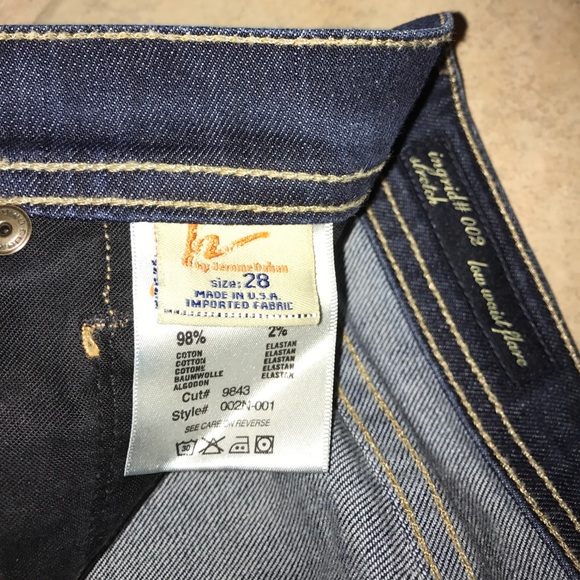 by Jerome Dahan
size: 28
MADE IN U.S.A.
IMPORTED FABRIC
98% 2%
COTON ELASTAN
COTTON ELASTAN
COTONE ELASTAN
BAUMWOLLE ELASTAN
ALGODON ELASTAN
Cut# 9843
Style# 002N-001
SEE CARE ON REVERSE
30
ingrid# 002 low waist flare
stretch